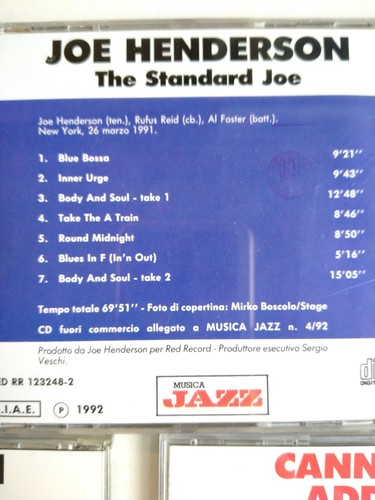 JOE HENDERSON
The Standard Joe
Joe Henderson (ten.), Rufus Reid (cb.), Al Foster (batt.).
New York, 26 marzo 1991.
1. Blue Bossa 9'21''
2. Inner Urge 9'43''
3. Body And Soul - take 1 12'48''
4. Take The A Train 8'46''
5. Round Midnight 8'50''
6. Blues In F (In'n Out) 5'16''
7. Body And Soul - take 2 15'05''
Tempo totale 69'51'' - Foto di copertina: Mirko Boscolo/Stage
CD fuori commercio allegato a MUSICA JAZZ n. 4/92
Prodotto da Joe Henderson per Red Record - Produttore esecutivo Sergio
Veschi.
ED RR 123248-2
.I.A.E. ℗ 1992
MUSICA
JAZZ
CANN